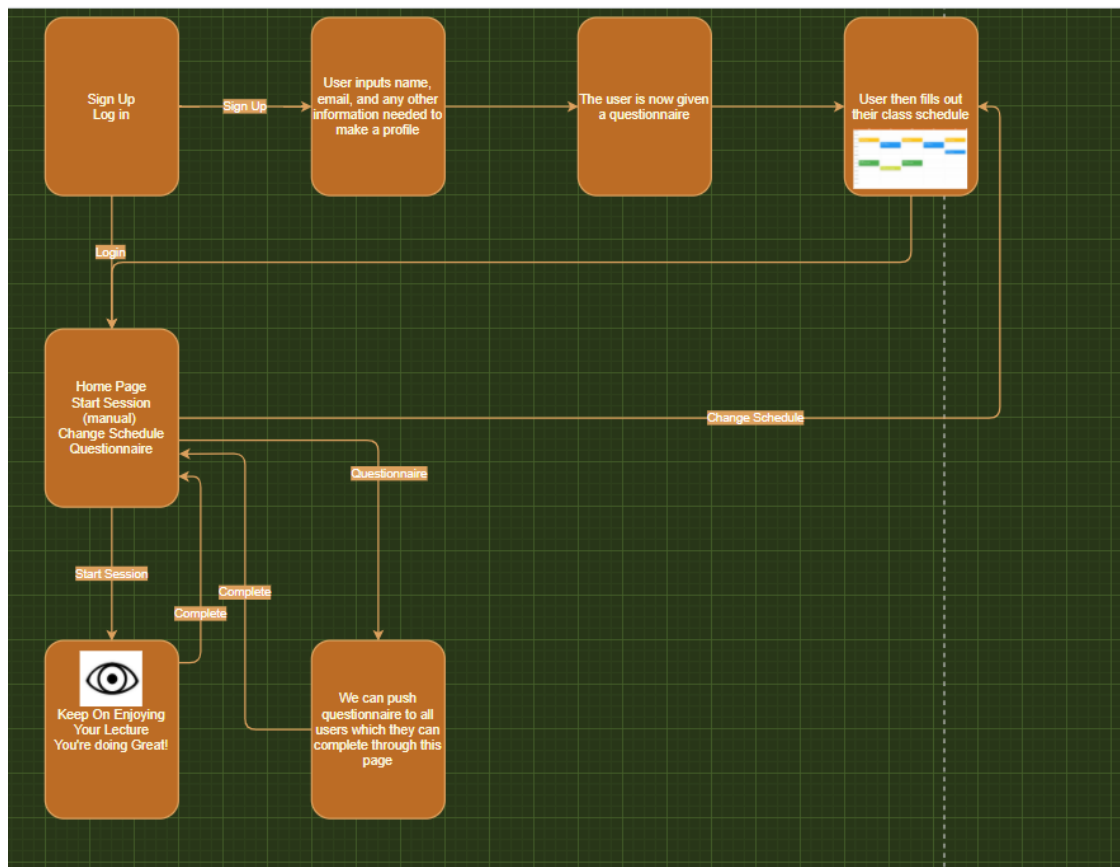 Sign Up
Log in
Sign Up
User inputs name,
email, and any other
information needed to
make a profile
The user is now given
a questionnaire
User then fills out
their class schedule
Login
Home Page
Start Session
(manual)
Change Schedule
Questionnaire
Change Schedule
Questionnaire
Start Session
Complete
Complete
Keep On Enjoying
Your Lecture
You're doing Great!
We can push
questionnaire to all
users which they can
complete through this
page